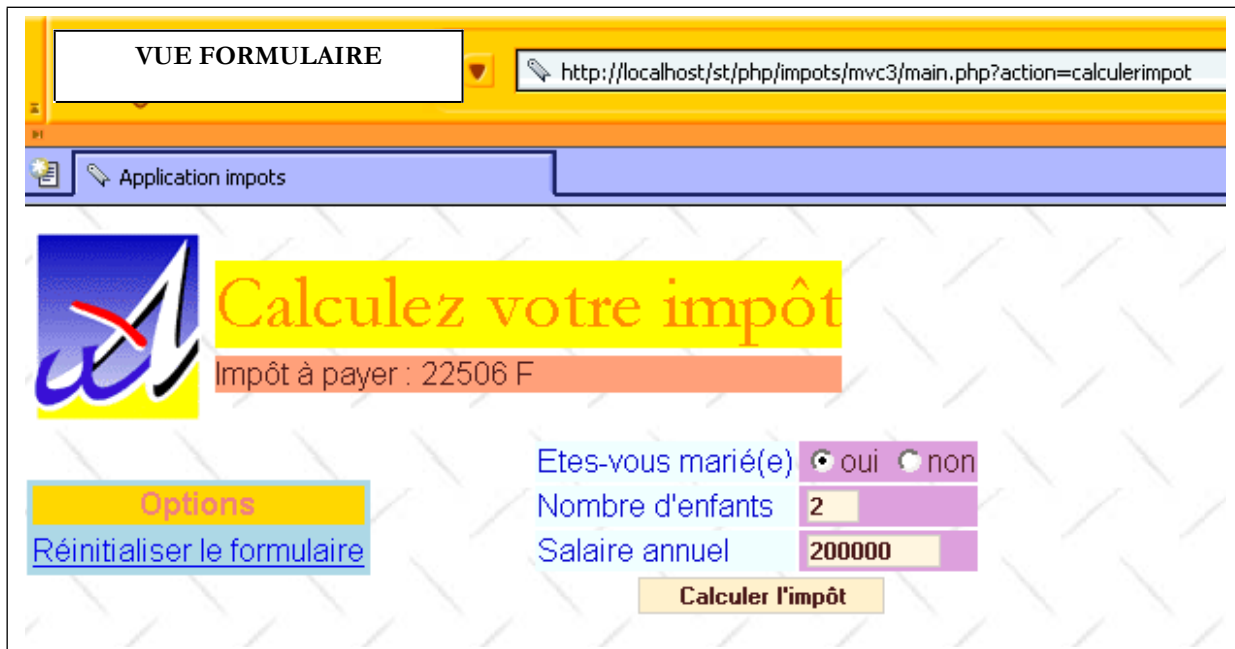 VUE FORMULAIRE
http://localhost/st/php/impots/mvc3/main.php?action=calculerimpot
Application impots
Calculez votre impôt
Impôt à payer : 22506 F
Options
Réinitialiser le formulaire
Etes-vous marié(e) oui non
Nombre d'enfants 2
Salaire annuel 200000
Calculer l'impôt